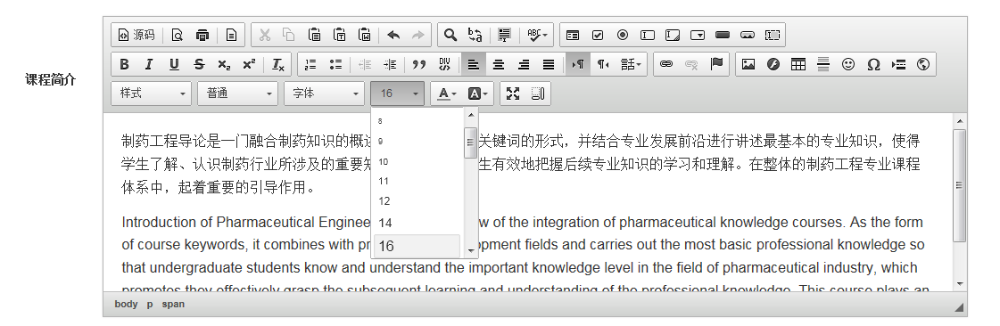 源码
ABC
B I U S x₂ x² Iₓ
DIV
話
Ω
课程简介
样式 普通 字体 16 A A
8
9
10
11
12
14
16
制药工程导论是一门融合制药知识的概 关键词的形式，并结合专业发展前沿进行讲述最基本的专业知识，使得
学生了解、认识制药行业所涉及的重要 生有效地把握后续专业知识的学习和理解。在整体的制药工程专业课程
体系中，起着重要的引导作用。
Introduction of Pharmaceutical Enginee w of the integration of pharmaceutical knowledge courses. As the form
of course keywords, it combines with pr opment fields and carries out the most basic professional knowledge so
that undergraduate students know and understand the important knowledge level in the field of pharmaceutical industry, which
promotes they effectively grasp the subsequent learning and understanding of the professional knowledge. This course plays an
body p span